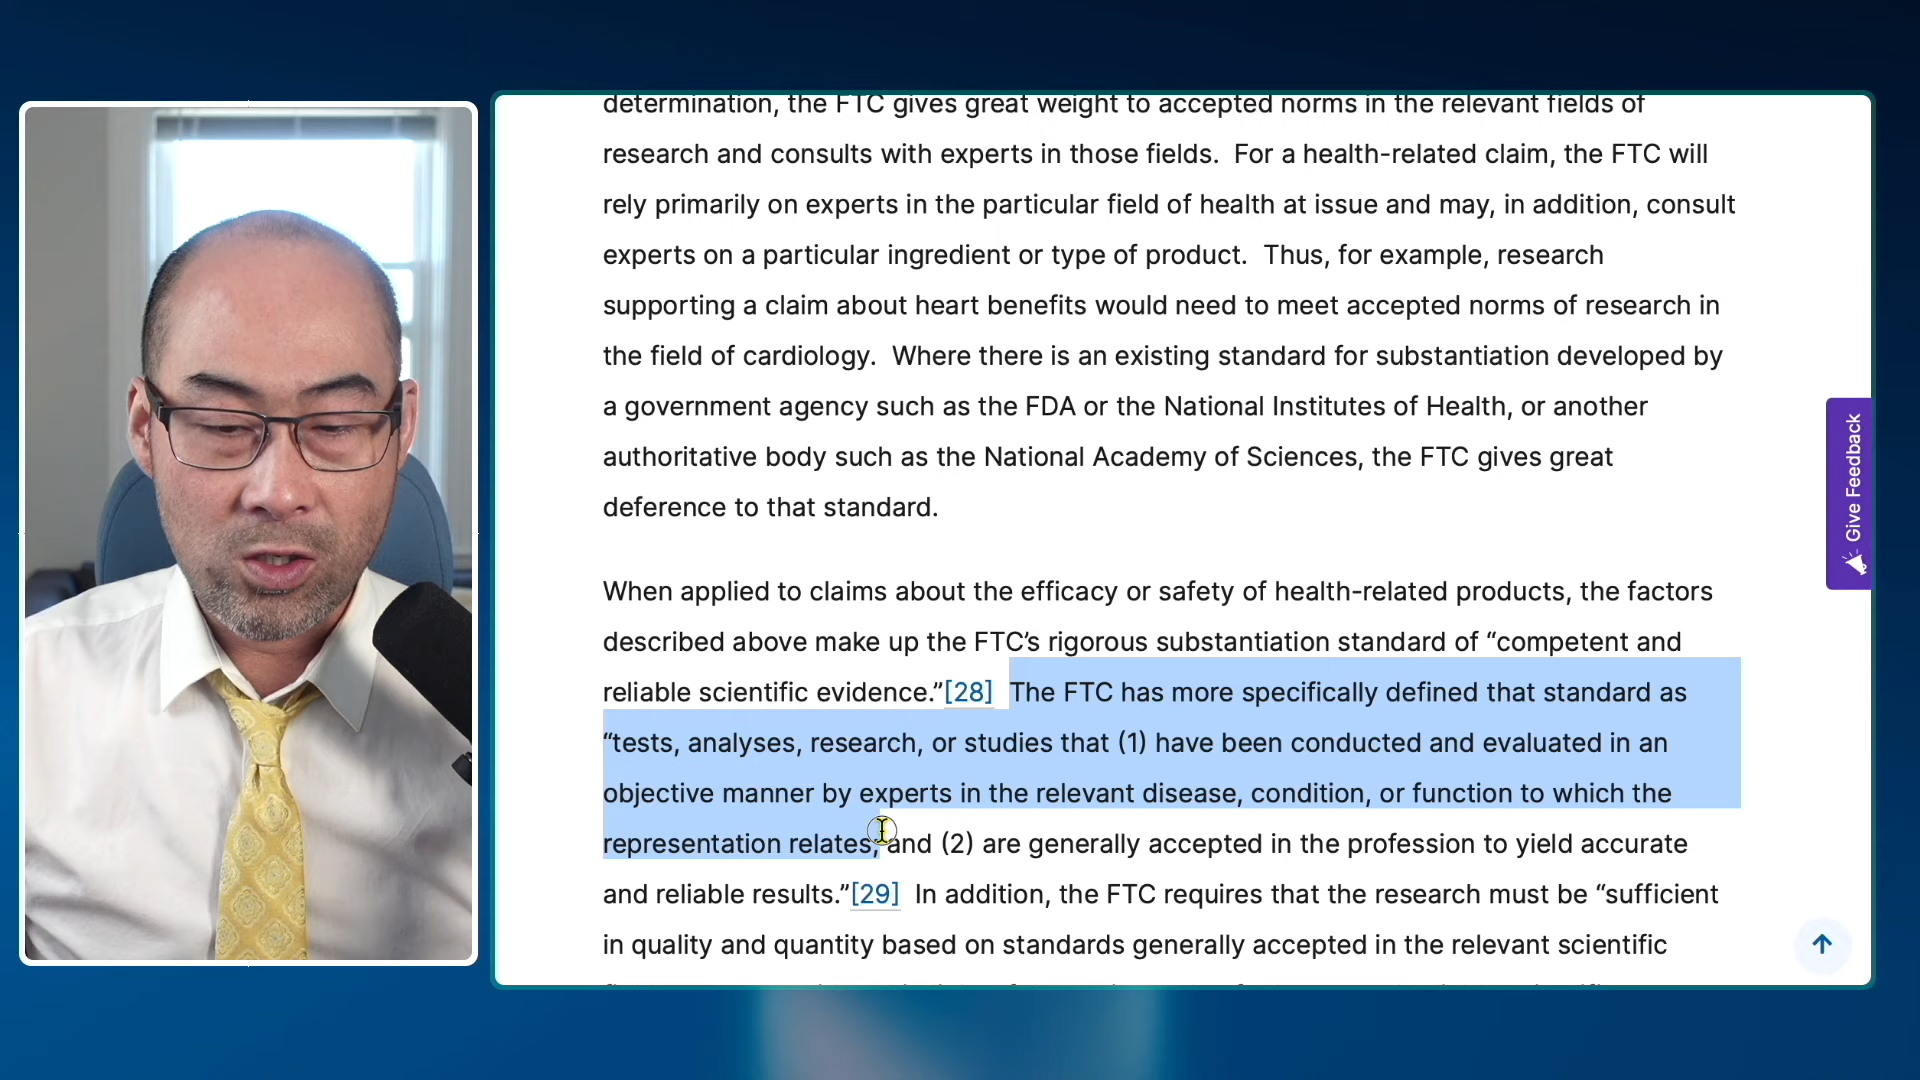 determination, the FTC gives great weight to accepted norms in the relevant fields of
research and consults with experts in those fields.  For a health-related claim, the FTC will
rely primarily on experts in the particular field of health at issue and may, in addition, consult
experts on a particular ingredient or type of product.  Thus, for example, research
supporting a claim about heart benefits would need to meet accepted norms of research in
the field of cardiology.  Where there is an existing standard for substantiation developed by
a government agency such as the FDA or the National Institutes of Health, or another
authoritative body such as the National Academy of Sciences, the FTC gives great
deference to that standard.
When applied to claims about the efficacy or safety of health-related products, the factors
described above make up the FTC’s rigorous substantiation standard of “competent and
reliable scientific evidence.”[28]  The FTC has more specifically defined that standard as
“tests, analyses, research, or studies that (1) have been conducted and evaluated in an
objective manner by experts in the relevant disease, condition, or function to which the
representation relates; and (2) are generally accepted in the profession to yield accurate
and reliable results.”[29]  In addition, the FTC requires that the research must be “sufficient
in quality and quantity based on standards generally accepted in the relevant scientific
Give Feedback